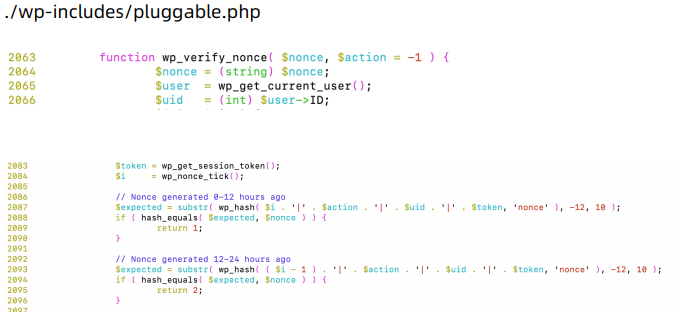 ./wp-includes/pluggable.php
2063 function wp_verify_nonce( $nonce, $action = -1 ) {
2064 $nonce = (string) $nonce;
2065 $user  = wp_get_current_user();
2066 $uid   = (int) $user->ID;
2083 $token = wp_get_session_token();
2084 $i     = wp_nonce_tick();
2085
2086 // Nonce generated 0-12 hours ago
2087 $expected = substr( wp_hash( $i . '|' . $action . '|' . $uid . '|' . $token, 'nonce' ), -12, 10 );
2088 if ( hash_equals( $expected, $nonce ) ) {
2089 return 1;
2090 }
2091
2092 // Nonce generated 12-24 hours ago
2093 $expected = substr( wp_hash( ( $i - 1 ) . '|' . $action . '|' . $uid . '|' . $token, 'nonce' ), -12, 10 );
2094 if ( hash_equals( $expected, $nonce ) ) {
2095 return 2;
2096 }
2097